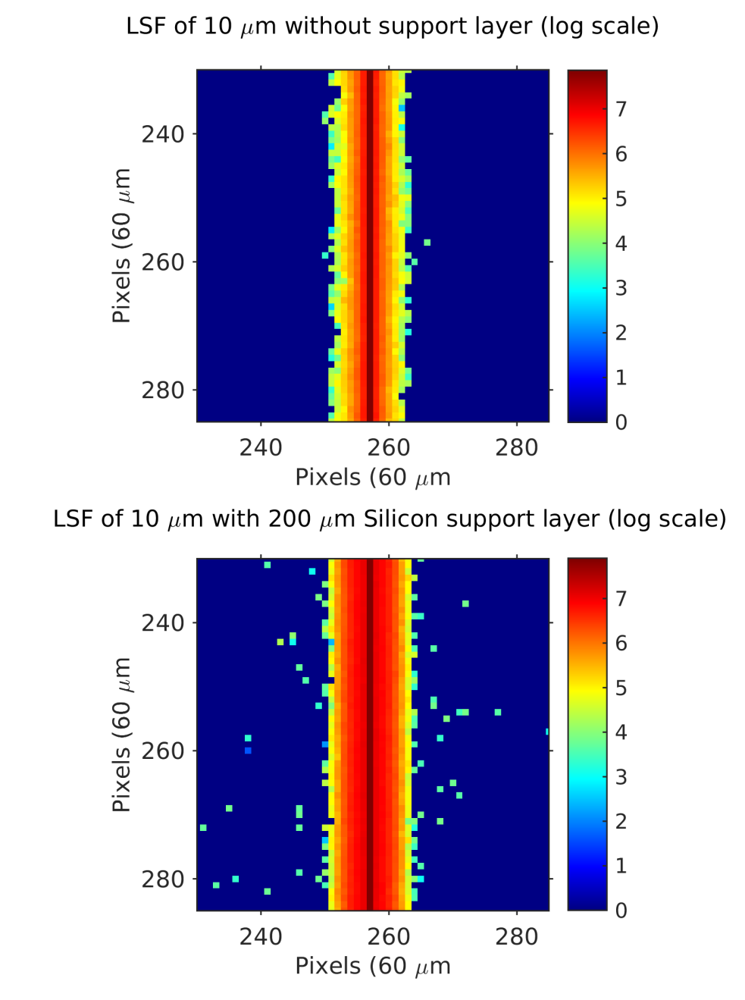 LSF of 10 μm without support layer (log scale)
7
240
6
5
4
260
3
2
1
280
0
240 260 280
Pixels (60 μm
Pixels (60 μm
LSF of 10 μm with 200 μm Silicon support layer (log scale)
7
240
6
5
4
260
3
2
1
280
0
240 260 280
Pixels (60 μm
Pixels (60 μm